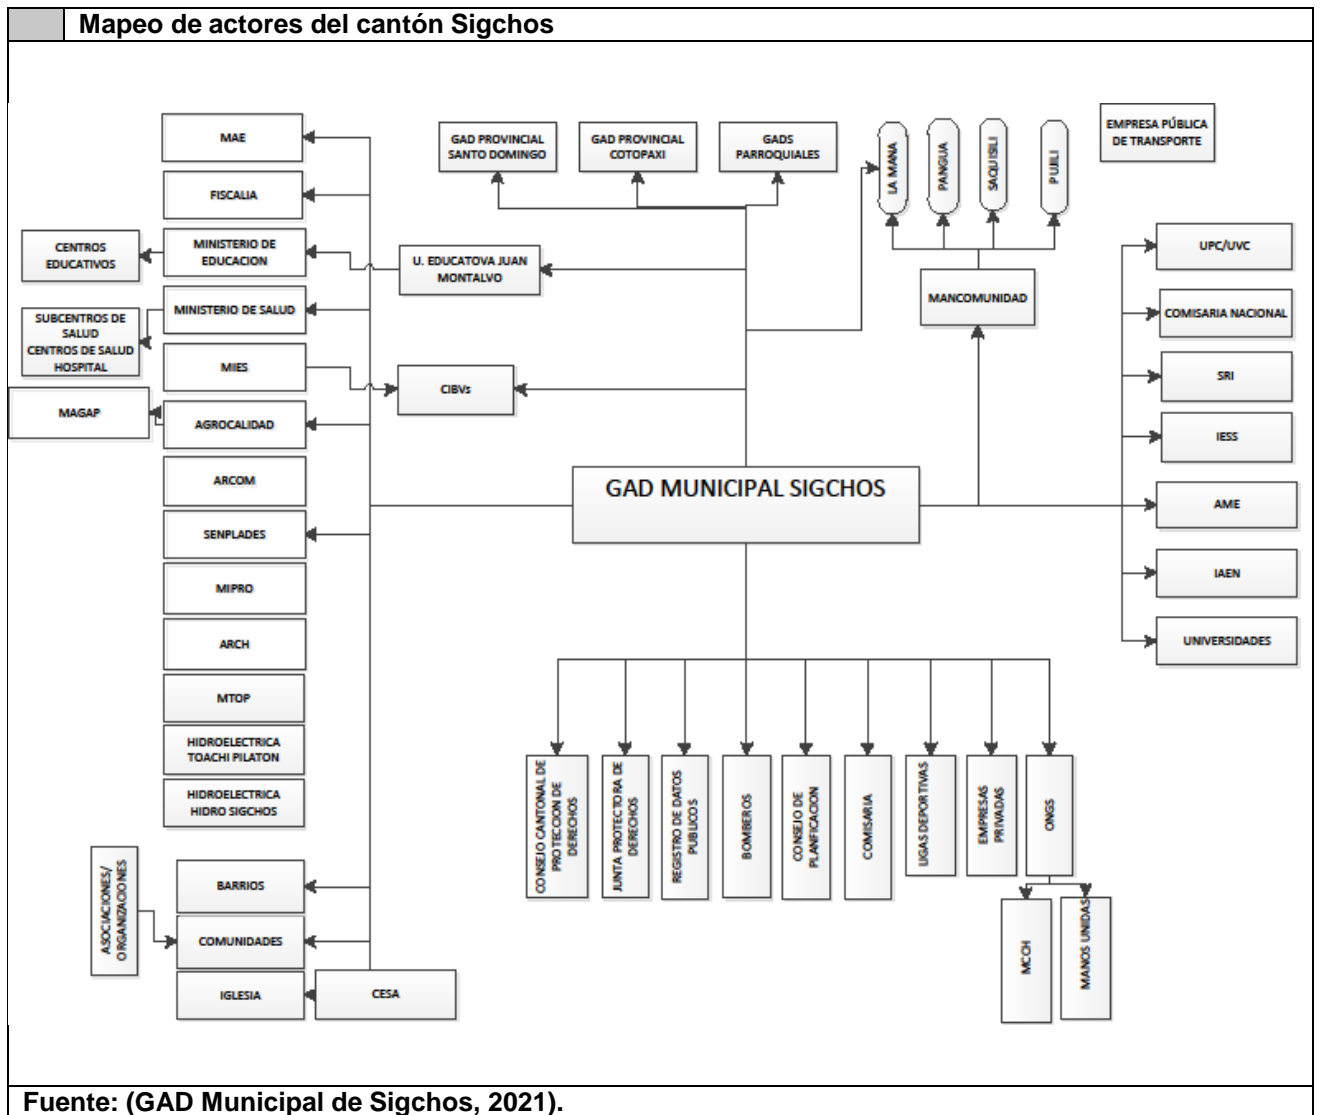 Mapeo de actores del cantón Sigchos
MAE
FISCALIA
MINISTERIO DE
EDUCACION
CENTROS
EDUCATIVOS
MINISTERIO DE SALUD
SUBCENTROS DE
SALUD
CENTROS DE SALUD
HOSPITAL
MIES
MAGAP
AGROCALIDAD
ARCOM
SENPLADES
MIPRO
ARCH
MTOP
HIDROELECTRICA
TOACHI PILATON
HIDROELECTRICA
HIDRO SIGCHOS
ASOCIACIONES/
ORGANIZACIONES
BARRIOS
COMUNIDADES
IGLESIA
CESA
GAD PROVINCIAL
SANTO DOMINGO
GAD PROVINCIAL
COTOPAXI
GADS
PARROQUIALES
U. EDUCATOVA JUAN
MONTALVO
CIBVs
LA MANA
PANGUA
SAQUISILI
PUJILI
MANCOMUNIDAD
EMPRESA PÚBLICA
DE TRANSPORTE
UPC/UVC
COMISARIA NACIONAL
SRI
IESS
AME
IAEN
UNIVERSIDADES
GAD MUNICIPAL SIGCHOS
CONSEJO CANTONAL DE
PROTECCION DE
DERECHOS
JUNTA PROTECTORA DE
DERECHOS
REGISTRO DE DATOS
PUBLICOS
BOMBEROS
CONSEJO DE
PLANFICACION
COMISARIA
LIGAS DEPORTIVAS
EMPRESAS
PRIVADAS
ONGS
MCCH
MANOS UNIDAS
Fuente: (GAD Municipal de Sigchos, 2021).